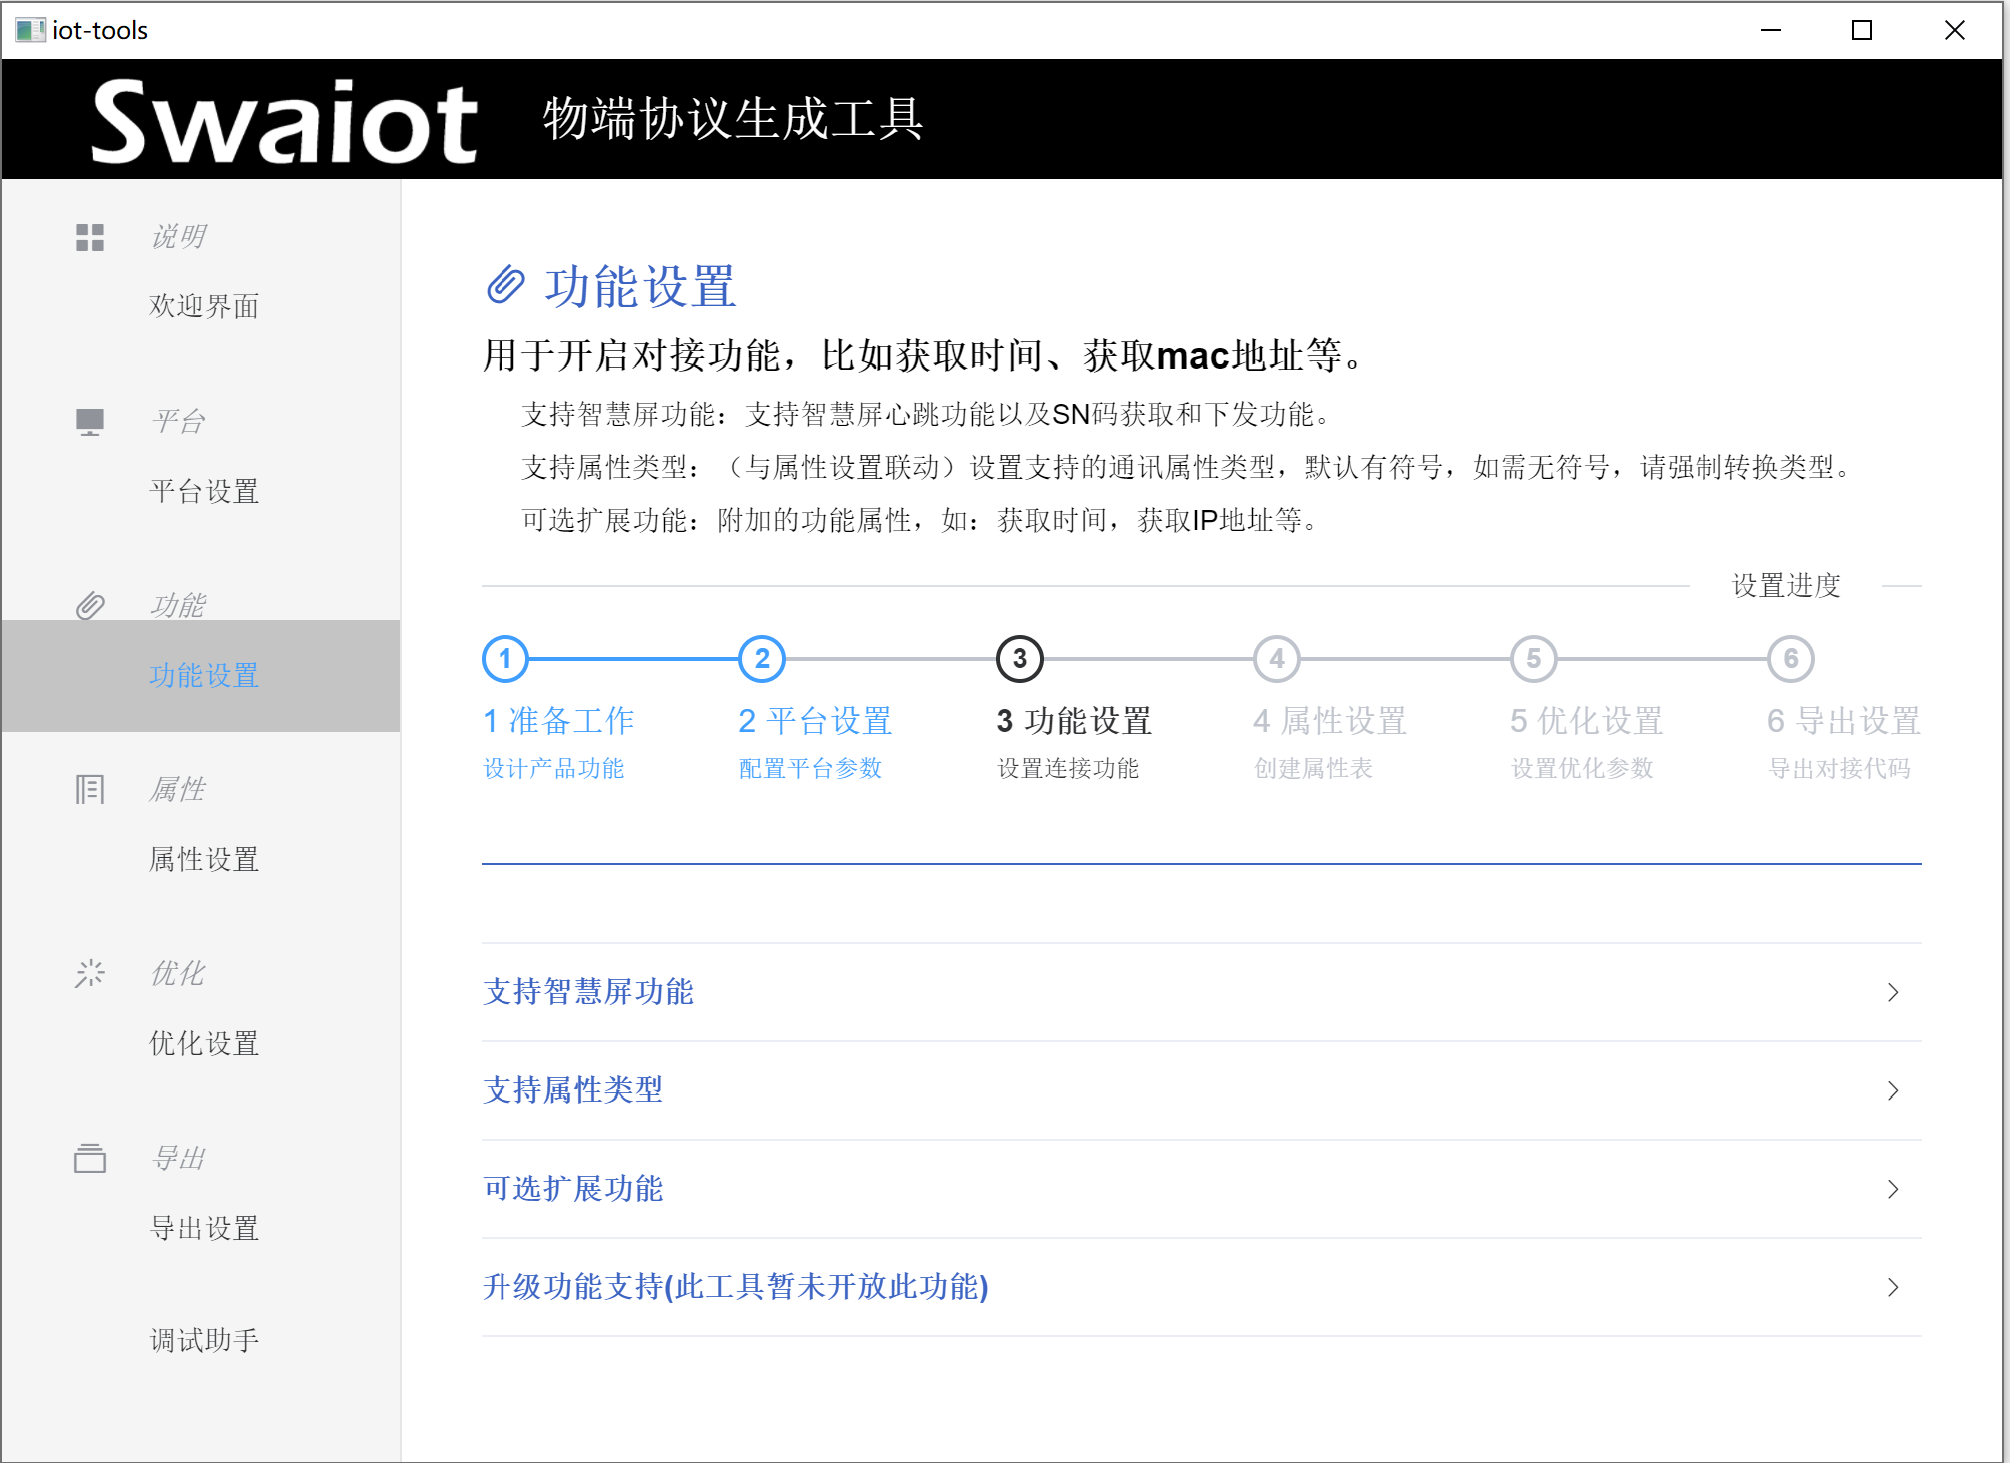 iot-tools
Swaiot 物端协议生成工具
说明
欢迎界面
平台
平台设置
功能
功能设置
属性
属性设置
优化
优化设置
导出
导出设置
调试助手
功能设置
用于开启对接功能，比如获取时间、获取mac地址等。
支持智慧屏功能：支持智慧屏心跳功能以及SN码获取和下发功能。
支持属性类型：（与属性设置联动）设置支持的通讯属性类型，默认有符号，如需无符号，请强制转换类型。
可选扩展功能：附加的功能属性，如：获取时间，获取IP地址等。
设置进度
1 2 3 4 5 6
1 准备工作 2 平台设置 3 功能设置 4 属性设置 5 优化设置 6 导出设置
设计产品功能 配置平台参数 设置连接功能 创建属性表 设置优化参数 导出对接代码
支持智慧屏功能
支持属性类型
可选扩展功能
升级功能支持(此工具暂未开放此功能)